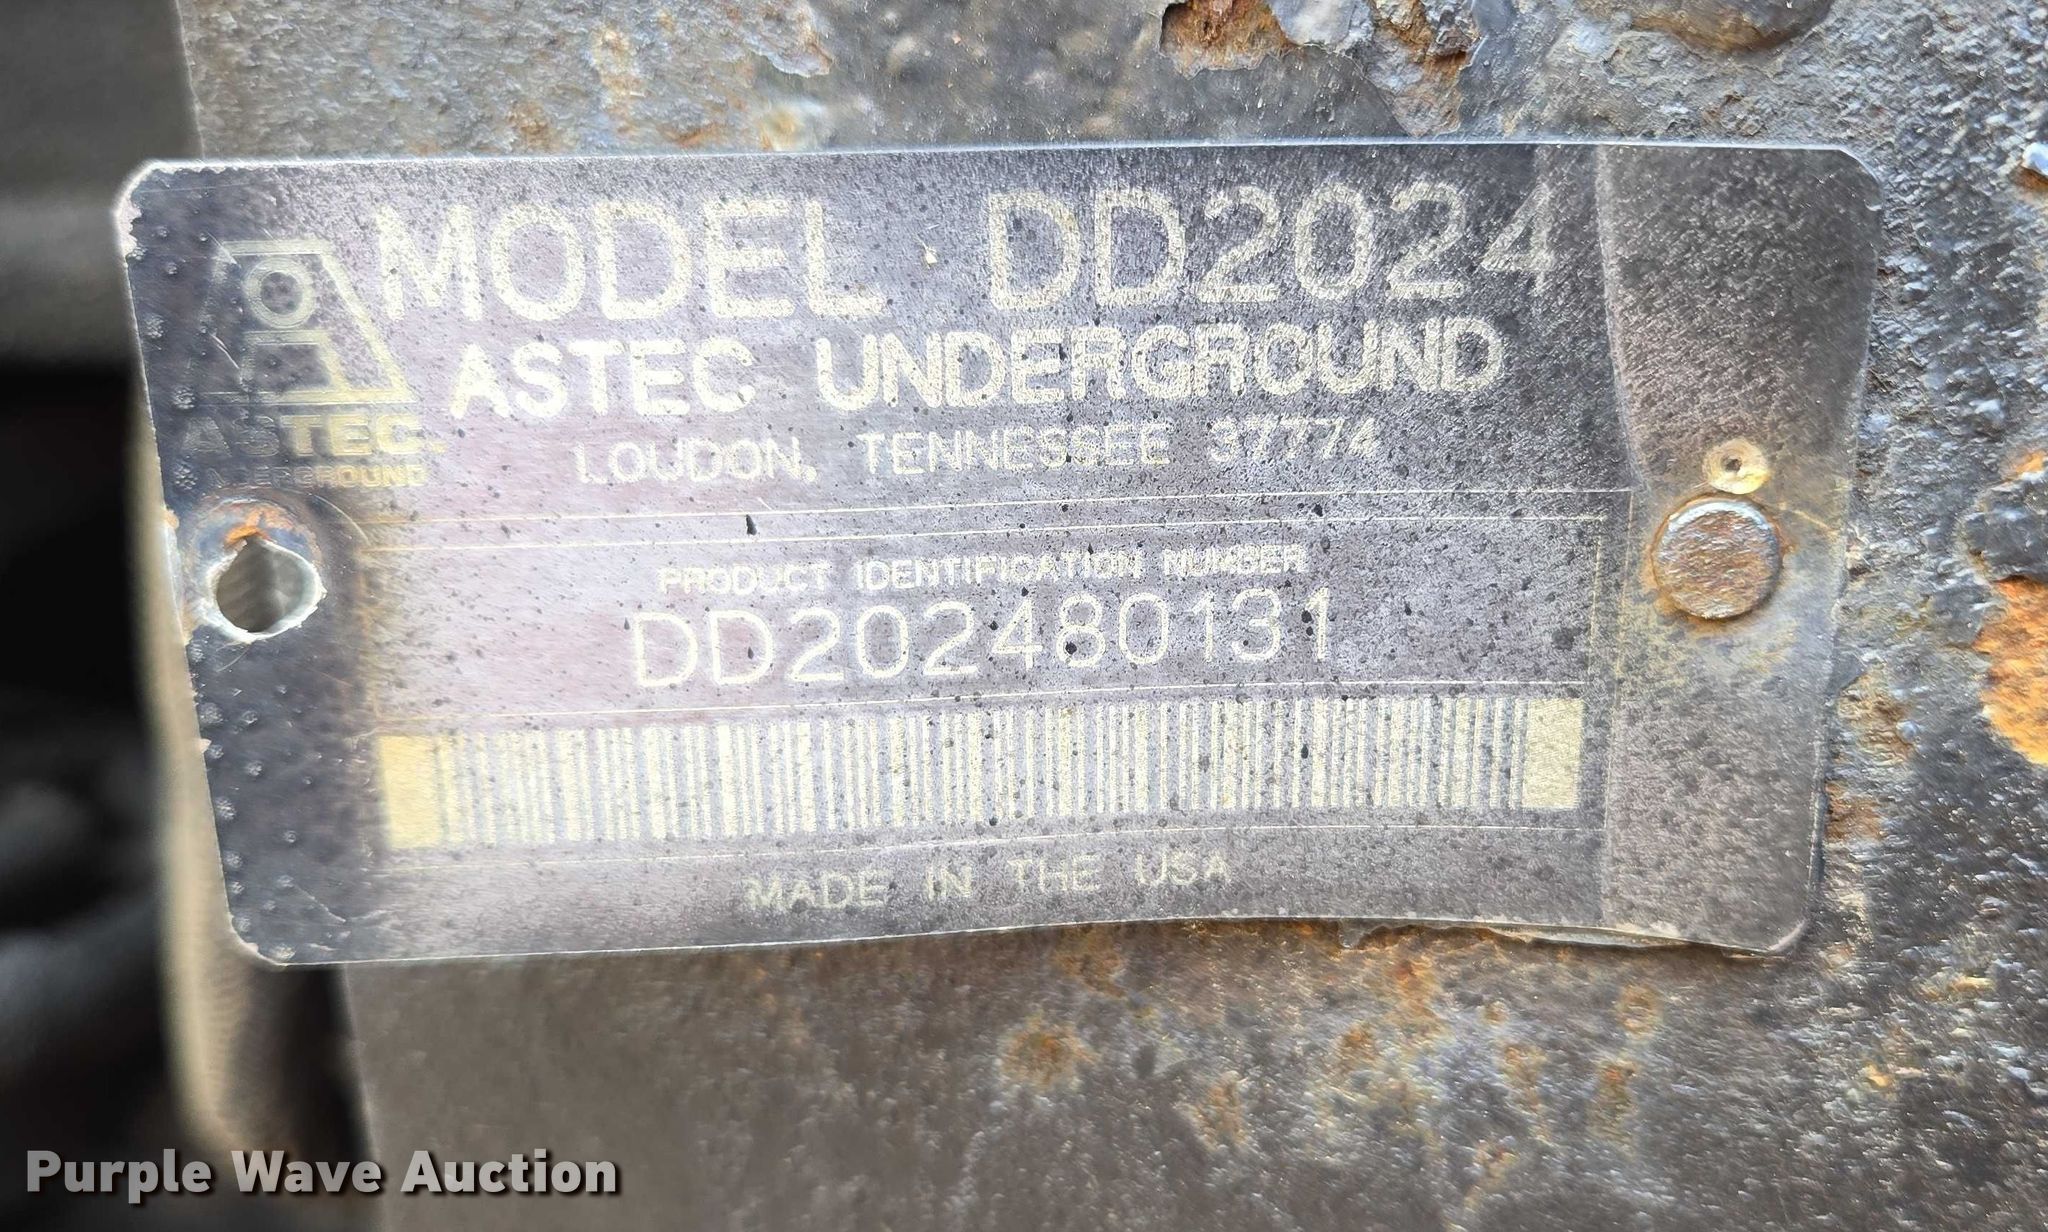 MODEL DD2024
ASTEC UNDERGROUND
LOUDON, TENNESSEE 37774
ASTEC
UNDERGROUND
PRODUCT IDENTIFICATION NUMBER
DD202480131
MADE IN THE USA
Purple Wave Auction